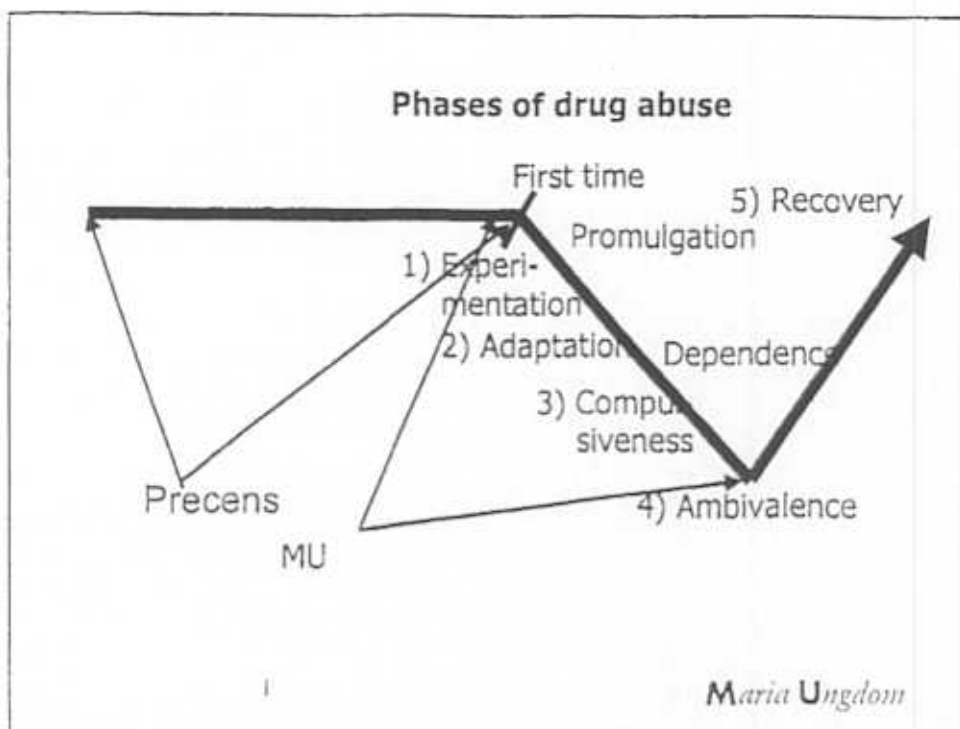 Phases of drug abuse
First time
5) Recovery
Promulgation
1) Experi-
mentation
2) Adaptation
Dependence
3) Compul
siveness
Precens
4) Ambivalence
MU
1
Maria Ungdom